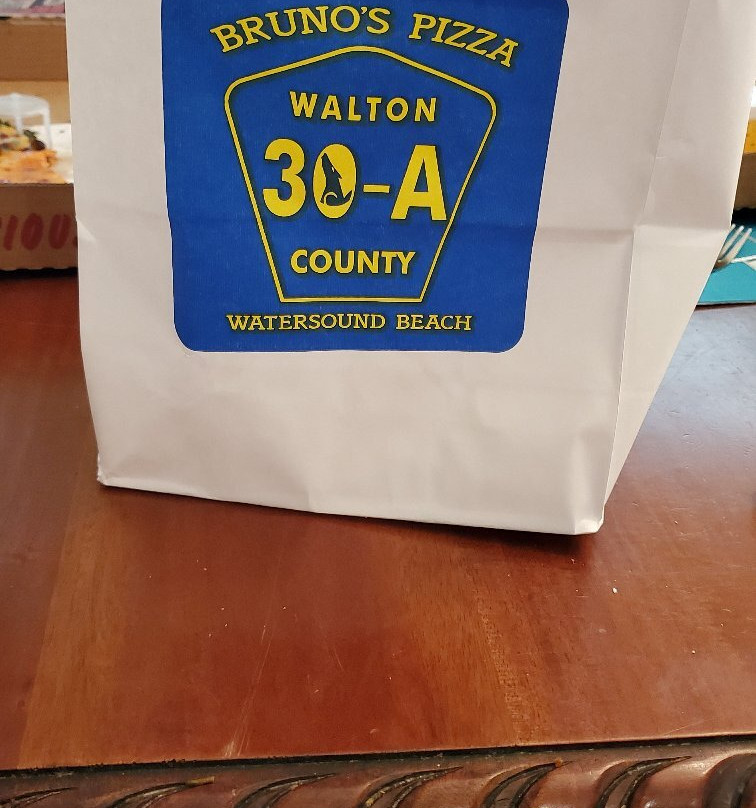 BRUNO'S PIZZA
WALTON
30-A
COUNTY
WATERSOUND BEACH